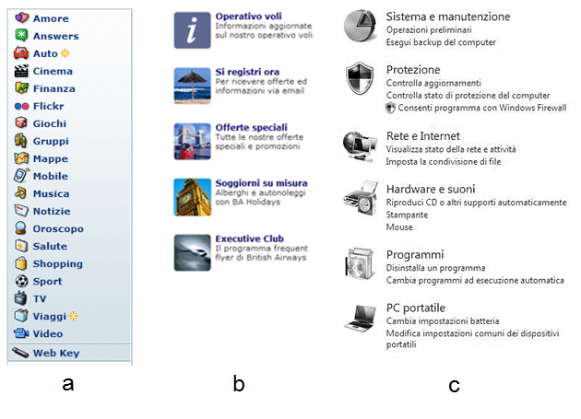 Amore
Answers
Auto
Cinema
Finanza
Flickr
Giochi
Gruppi
Mappe
Mobile
Musica
Notizie
Oroscopo
Salute
Shopping
Sport
TV
Viaggi
Video
Web Key
a
Operativo voli
Informazioni aggiornate
sul nostro operativo voli
Si registri ora
Per ricevere offerte ed
informazioni via email
Offerte speciali
Tutte le nostre offerte
speciali e promozioni
Soggiorni su misura
Alberghi e autonoleggi
con BA Holidays
Executive Club
Il programma frequent
flyer di British Airways
b
Sistema e manutenzione
Operazioni preliminari
Esegui backup del computer
Protezione
Controlla aggiornamenti
Controlla stato di protezione del computer
Consenti programma con Windows Firewall
Rete e Internet
Visualizza stato della rete e attività
Imposta la condivisione di file
Hardware e suoni
Riproduci CD o altri supporti automaticamente
Stampante
Mouse
Programmi
Disinstalla un programma
Cambia programmi ad esecuzione automatica
PC portatile
Cambia impostazioni batteria
Modifica impostazioni comuni dei dispositivi
portatili
c